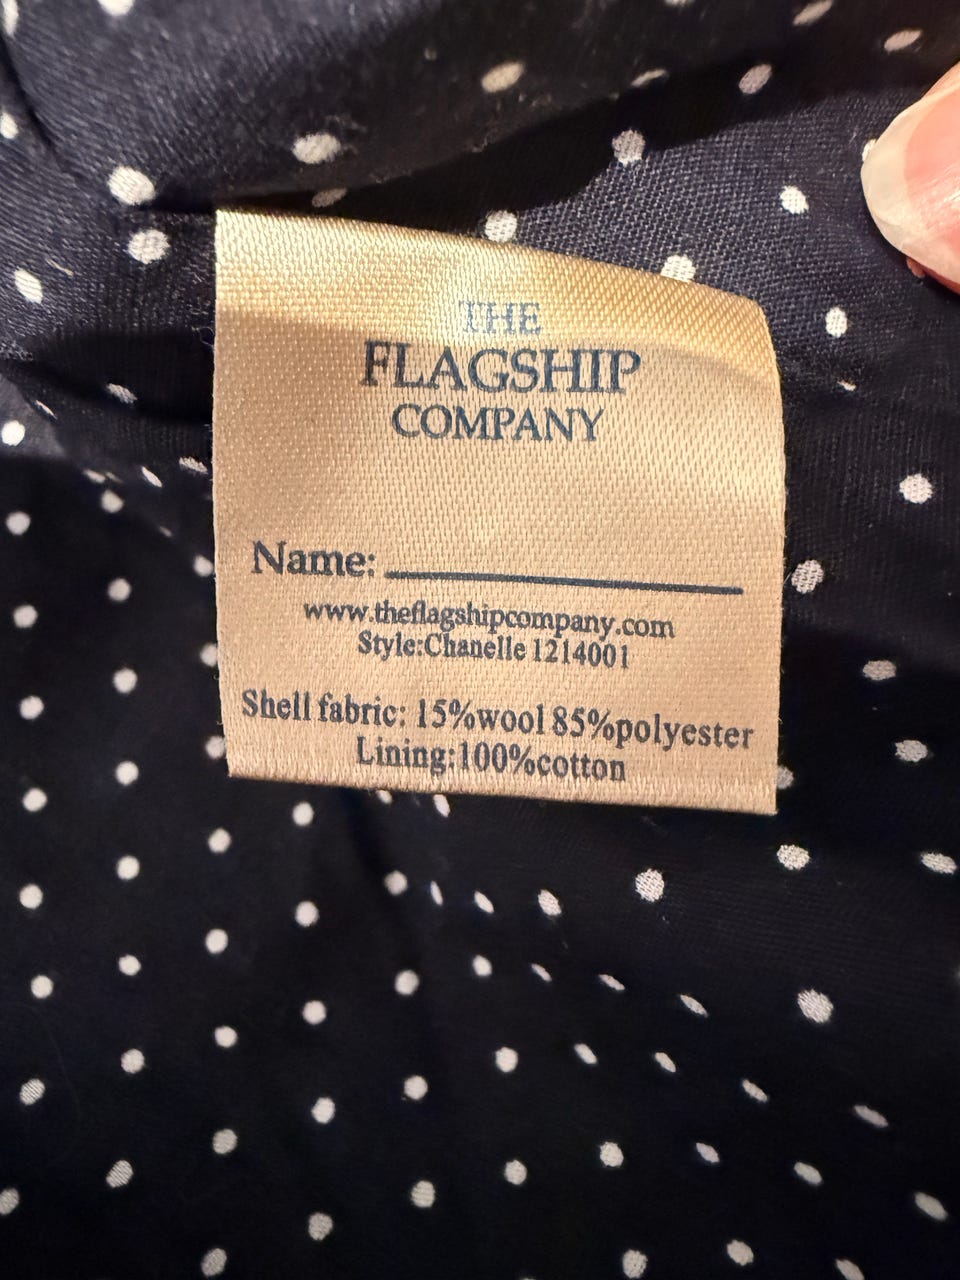 THE
FLAGSHIP
COMPANY
Name:
www.theflagshipcompany.com
Style:Chanelle 1214001
Shell fabric: 15%wool 85%polyester
Lining:100%cotton